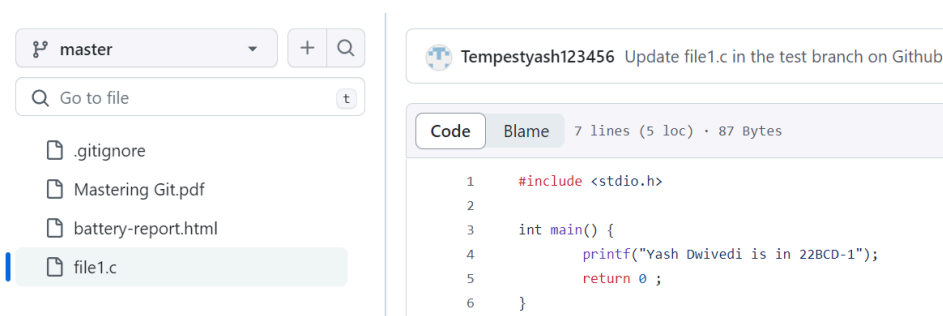 master
Go to file
t
.gitignore
Mastering Git.pdf
battery-report.html
file1.c
Tempestyash123456 Update file1.c in the test branch on Github
Code Blame 7 lines (5 loc) · 87 Bytes
1 #include <stdio.h>
2
3 int main() {
4 printf("Yash Dwivedi is in 22BCD-1");
5 return 0 ;
6 }